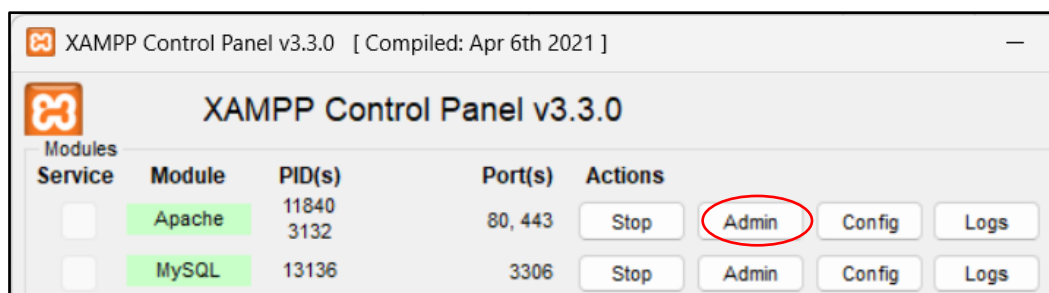 XAMPP Control Panel v3.3.0 [ Compiled: Apr 6th 2021 ]
XAMPP Control Panel v3.3.0
Modules
Service Module PID(s) Port(s) Actions
Apache 11840 3132 80, 443 Stop Admin Config Logs
MySQL 13136 3306 Stop Admin Config Logs